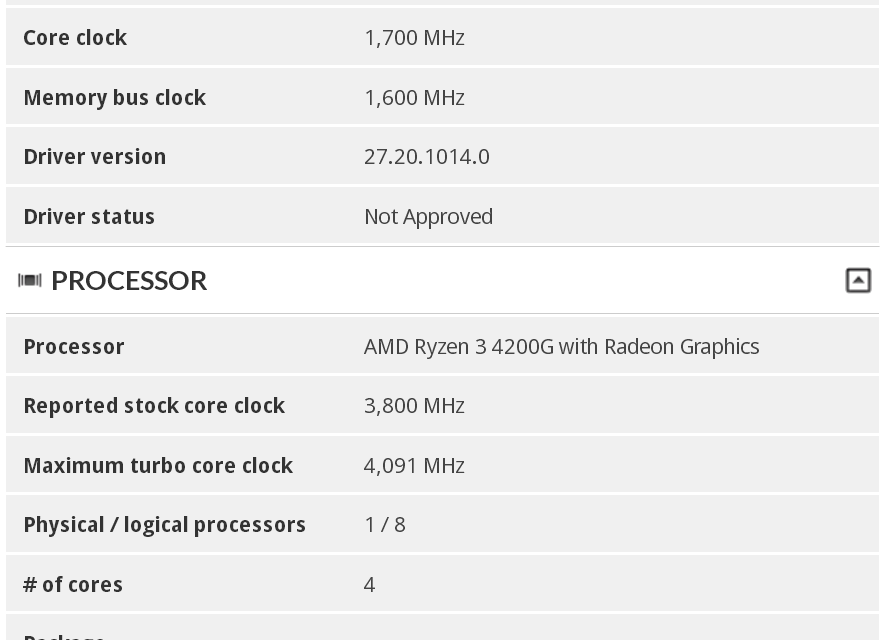 Core clock 1,700 MHz
Memory bus clock 1,600 MHz
Driver version 27.20.1014.0
Driver status Not Approved
PROCESSOR
Processor AMD Ryzen 3 4200G with Radeon Graphics
Reported stock core clock 3,800 MHz
Maximum turbo core clock 4,091 MHz
Physical / logical processors 1 / 8
# of cores 4